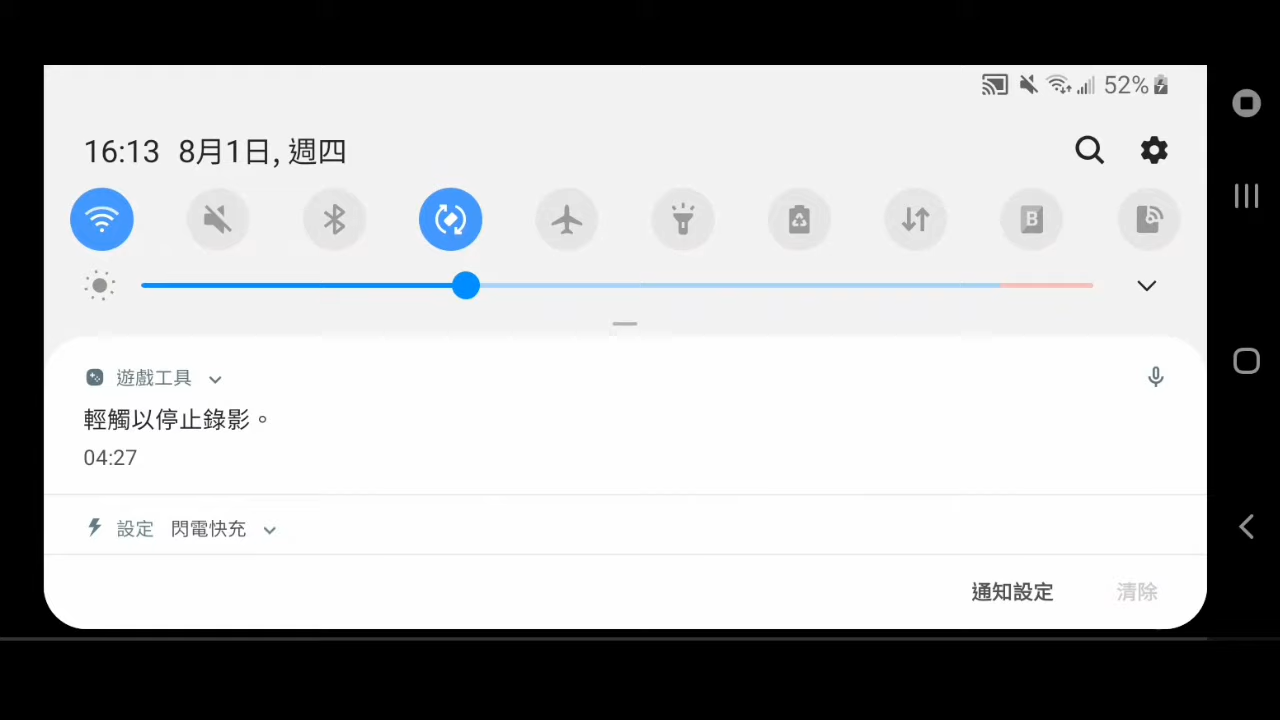 52%
16:13 8月1日, 週四
B
遊戲工具
輕觸以停止錄影。
04:27
設定 閃電快充
通知設定 清除